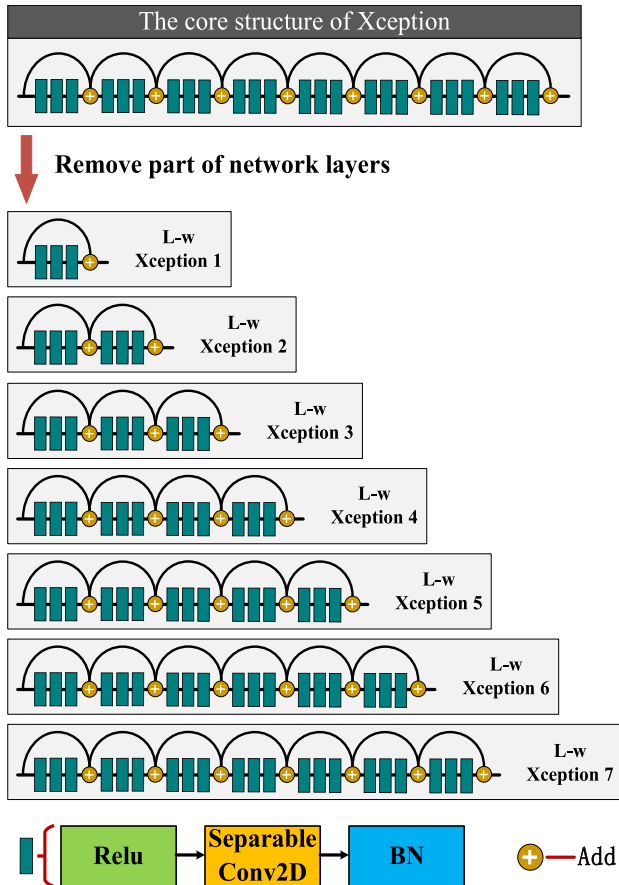 The core structure of Xception
Remove part of network layers
L-w
Xception 1
L-w
Xception 2
L-w
Xception 3
L-w
Xception 4
L-w
Xception 5
L-w
Xception 6
L-w
Xception 7
Relu
Separable
Conv2D
BN
Add